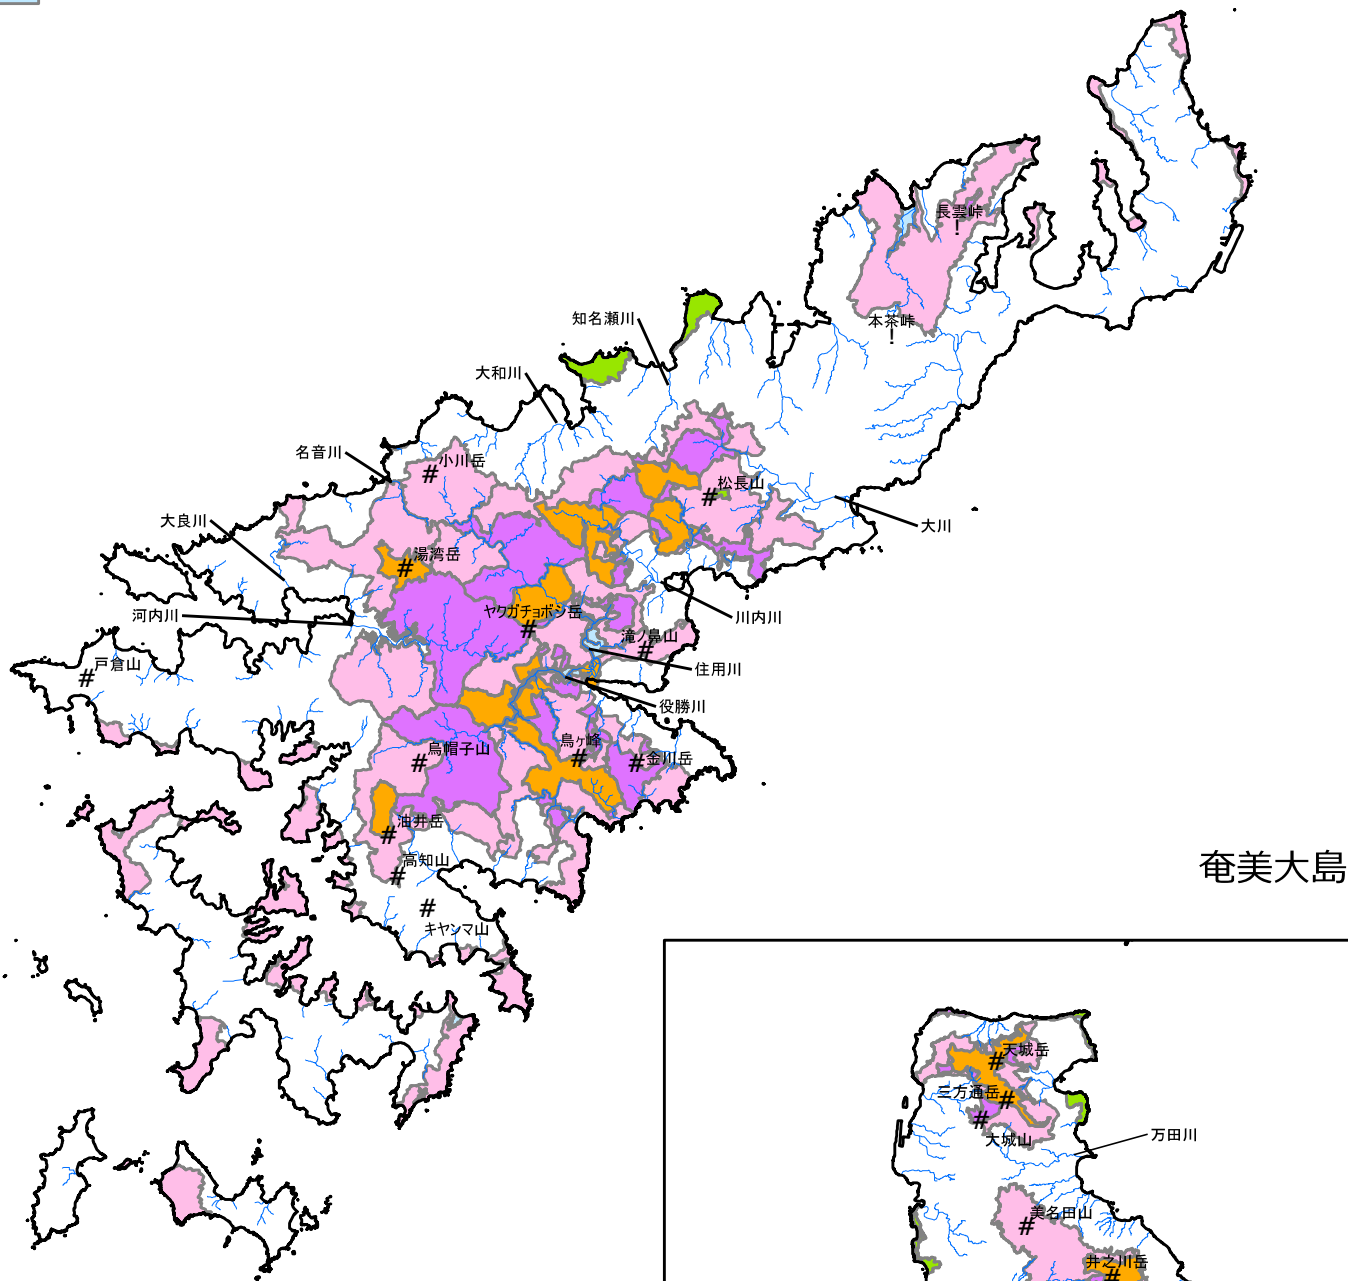 長雲峠
!
本茶峠
!
知名瀬川
大和川
名音川
小川岳
#
松長山
#
大良川
大川
湯湾岳
#
ヤクガチョボシ岳
#
河内川
川内川
滝ノ鼻山
#
戸倉山
#
住用川
役勝川
烏帽子山
#
鳥ヶ峰
#
金川岳
#
油井岳
#
高知山
#
#
キャンマ山
奄美大島
天城岳
#
三方通岳
#
#
大城山
万田川
美名田山
#
井之川岳
#